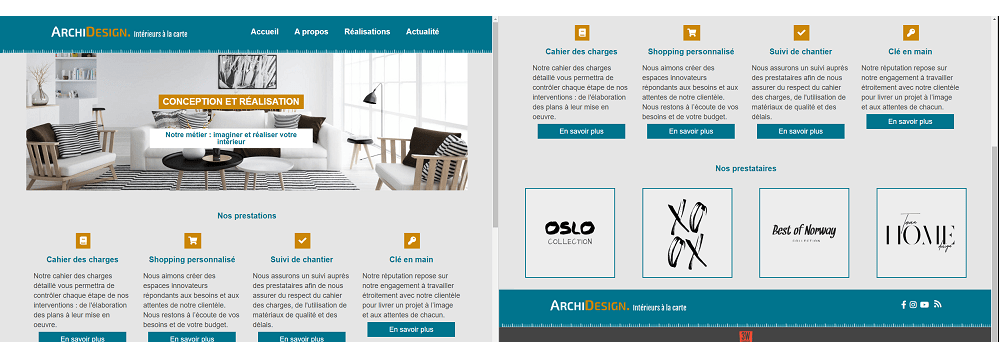 ARCHIDESIGN. Intérieurs à la carte
Accueil A propos Réalisations Actualité
CONCEPTION ET RÉALISATION
Notre métier : imaginer et réaliser votre
intérieur
Nos prestations
Cahier des charges
Notre cahier des charges
détaillé vous permettra de
contrôler chaque étape de nos
interventions : de l'élaboration
des plans à leur mise en
oeuvre.
En savoir plus
Shopping personnalisé
Nous aimons créer des
espaces innovateurs
répondants aux besoins et aux
attentes de notre clientèle.
Nous restons à l'écoute de vos
besoins et de votre budget.
En savoir plus
Suivi de chantier
Nous assurons un suivi auprès
des prestataires afin de nous
assurer du respect du cahier
des charges, de l'utilisation de
matériaux de qualité et des
délais.
En savoir plus
Clé en main
Notre réputation repose sur
notre engagement à travailler
étroitement avec notre clientèle
pour livrer un projet à l'image
et aux attentes de chacun.
En savoir plus
Cahier des charges
Notre cahier des charges
détaillé vous permettra de
contrôler chaque étape de nos
interventions : de l'élaboration
des plans à leur mise en
oeuvre.
En savoir plus
Shopping personnalisé
Nous aimons créer des
espaces innovateurs
répondants aux besoins et aux
attentes de notre clientèle.
Nous restons à l'écoute de vos
besoins et de votre budget.
En savoir plus
Suivi de chantier
Nous assurons un suivi auprès
des prestataires afin de nous
assurer du respect du cahier
des charges, de l'utilisation de
matériaux de qualité et des
délais.
En savoir plus
Clé en main
Notre réputation repose sur
notre engagement à travailler
étroitement avec notre clientèle
pour livrer un projet à l'image
et aux attentes de chacun.
En savoir plus
Nos prestataires
OSLO
COLLECTION
XO
OX
Best of Norway
COLLECTION
HOME
ARCHIDESIGN. Intérieurs à la carte